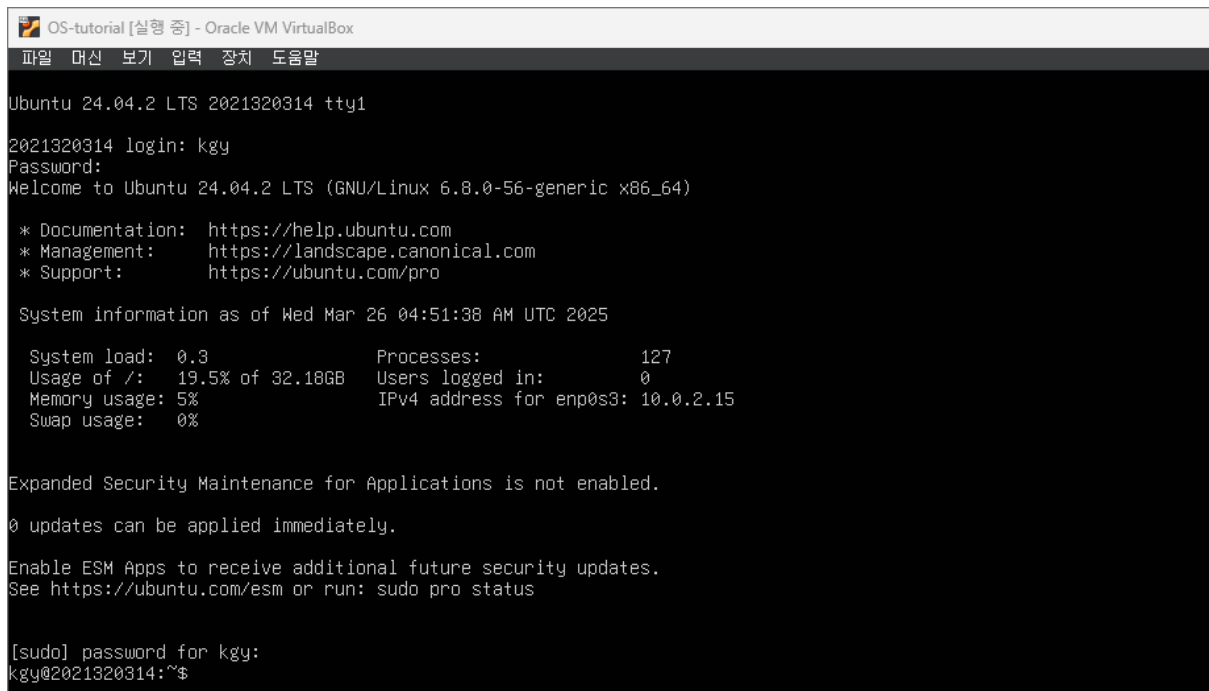 OS-tutorial [실행 중] - Oracle VM VirtualBox
파일 머신 보기 입력 장치 도움말
Ubuntu 24.04.2 LTS 2021320314 tty1
2021320314 login: kgy
Password:
Welcome to Ubuntu 24.04.2 LTS (GNU/Linux 6.8.0-56-generic x86_64)
* Documentation: https://help.ubuntu.com
* Management: https://landscape.canonical.com
* Support: https://ubuntu.com/pro
System information as of Wed Mar 26 04:51:38 AM UTC 2025
System load: 0.3 Processes: 127
Usage of /: 19.5% of 32.18GB Users logged in: 0
Memory usage: 5% IPv4 address for enp0s3: 10.0.2.15
Swap usage: 0%
Expanded Security Maintenance for Applications is not enabled.
0 updates can be applied immediately.
Enable ESM Apps to receive additional future security updates.
See https://ubuntu.com/esm or run: sudo pro status
[sudo] password for kgy:
kgy@2021320314:~$